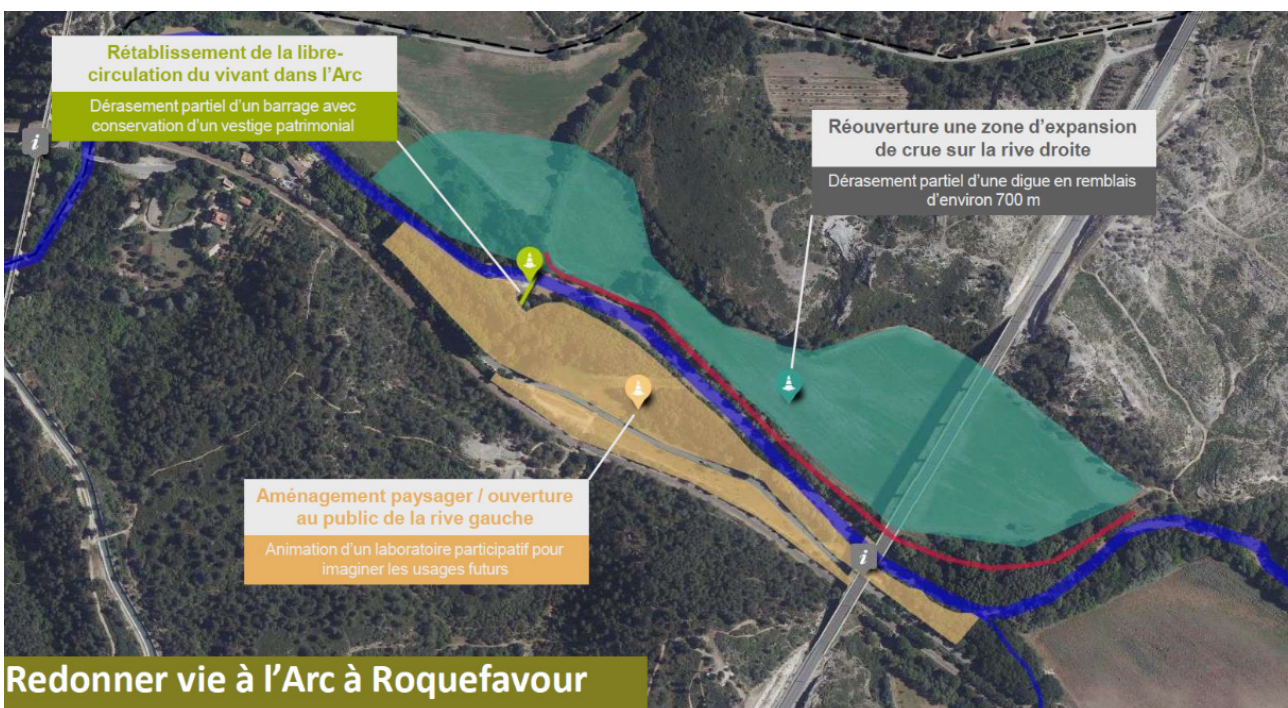 Rétablissement de la libre-
circulation du vivant dans l'Arc
Dérasement partiel d'un barrage avec
conservation d'un vestige patrimonial
i
Réouverture une zone d'expansion
de crue sur la rive droite
Dérasement partiel d'une digue en remblais
d'environ 700 m
Aménagement paysager / ouverture
au public de la rive gauche
Animation d'un laboratoire participatif pour
imaginer les usages futurs
i
Redonner vie à l'Arc à Roquefavour